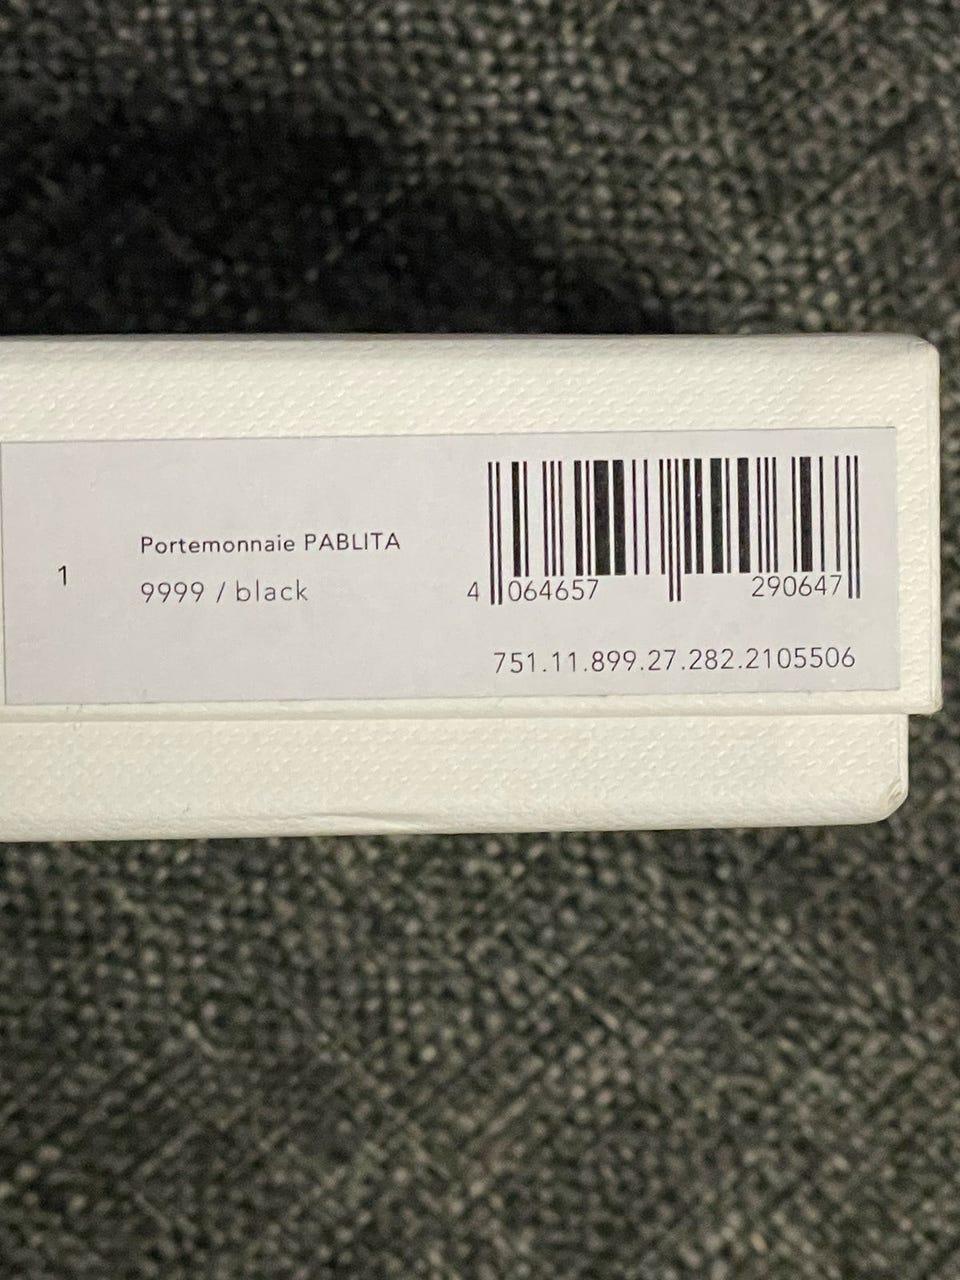 1
Portemonnaie PABLITA
9999 / black
4 064657 290647
751.11.899.27.282.2105506